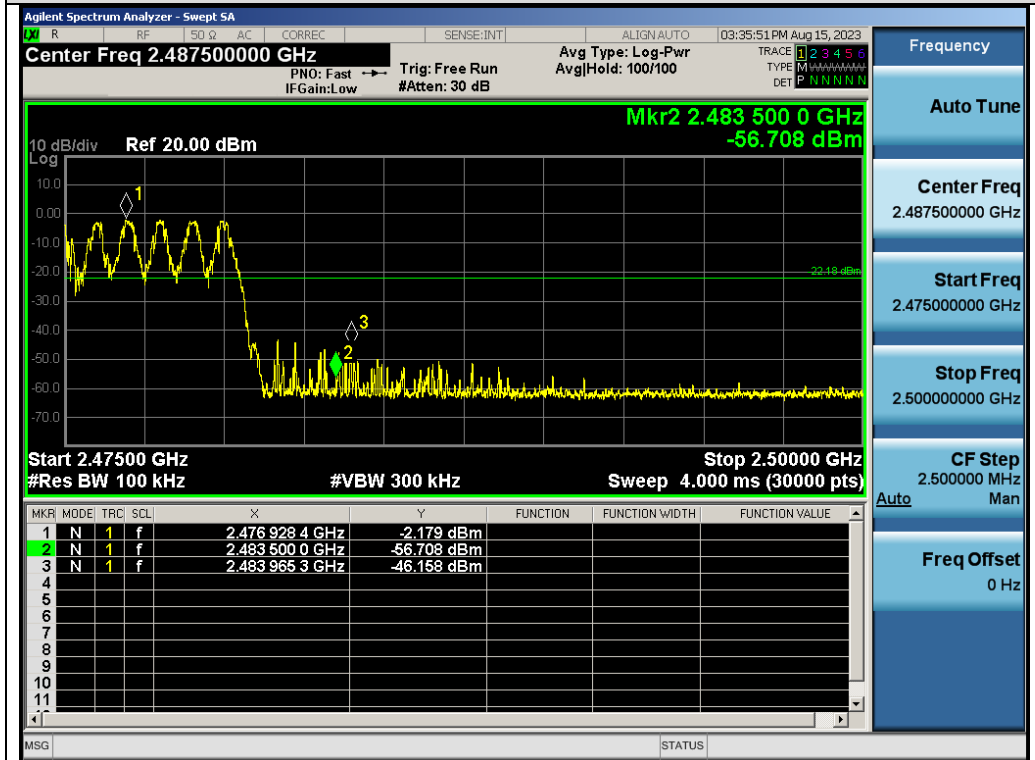 Agilent Spectrum Analyzer - Swept SA
LXI R RF 50 Ω AC CORREC SENSE:INT ALIGN AUTO 03:35:51 PM Aug 15, 2023
Center Freq 2.487500000 GHz
PNO: Fast
IFGain:Low
Trig: Free Run
#Atten: 30 dB
Avg Type: Log-Pwr
Avg|Hold: 100/100
TRACE 1 2 3 4 5 6
TYPE M WWWWW
DET P N N N N N
Mkr2 2.483 500 0 GHz
-56.708 dBm
10 dB/div Ref 20.00 dBm
Log
10.0
0.00
-10.0
-20.0
-30.0
-40.0
-50.0
-60.0
-70.0
1
2
3
-22.18 dBm
Start 2.47500 GHz Stop 2.50000 GHz
#Res BW 100 kHz #VBW 300 kHz Sweep 4.000 ms (30000 pts)
MKR MODE TRC SCL X Y FUNCTION FUNCTION WIDTH FUNCTION VALUE
1 N 1 f 2.476 928 4 GHz -2.179 dBm
2 N 1 f 2.483 500 0 GHz -56.708 dBm
3 N 1 f 2.483 965 3 GHz -46.158 dBm
4
5
6
7
8
9
10
11
MSG STATUS
Frequency
Auto Tune
Center Freq
2.487500000 GHz
Start Freq
2.475000000 GHz
Stop Freq
2.500000000 GHz
CF Step
2.500000 MHz
Auto Man
Freq Offset
0 Hz